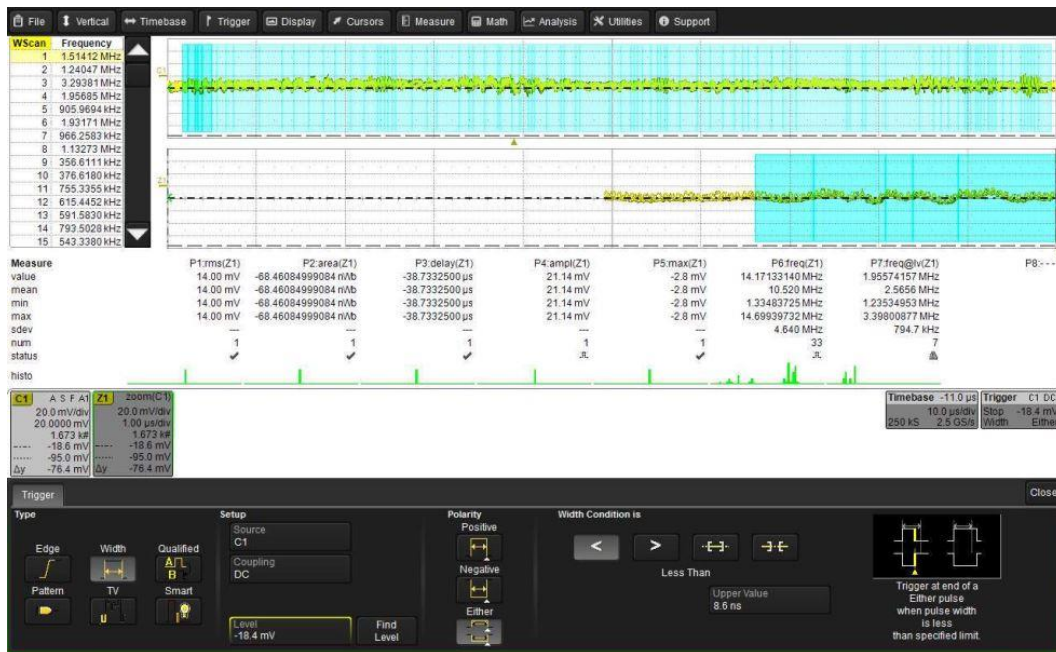 File Vertical Timebase Trigger Display Cursors Measure Math Analysis Utilities Support
WScan Frequency
1 1.51412 MHz
2 1.24047 MHz
3 3.29381 MHz
4 1.95685 MHz
5 905.9694 kHz
6 1.93171 MHz
7 966.2583 kHz
8 1.13273 MHz
9 356.6111 kHz
10 376.6180 kHz
11 755.3355 kHz
12 615.4452 kHz
13 591.5830 kHz
14 793.5028 kHz
15 543.3380 kHz
C1
Z1
Measure P1:rms(Z1) P2:area(Z1) P3:delay(Z1) P4:ampl(Z1) P5:max(Z1) P6:freq(Z1) P7:freq@lv(Z1) P8:- - -
value 14.00 mV -68.46084999084 nWb -38.7332500 µs 21.14 mV -2.8 mV 14.17133140 MHz 1.95574157 MHz
mean 14.00 mV -68.46084999084 nWb -38.7332500 µs 21.14 mV -2.8 mV 10.520 MHz 2.5656 MHz
min 14.00 mV -68.46084999084 nWb -38.7332500 µs 21.14 mV -2.8 mV 1.33483725 MHz 1.23534953 MHz
max 14.00 mV -68.46084999084 nWb -38.7332500 µs 21.14 mV -2.8 mV 14.69939732 MHz 3.39800877 MHz
sdev --- --- --- --- --- 4.640 MHz 794.7 kHz
num 1 1 1 1 1 33 7
status
histo
C1 A S F A1
20.0 mV/div
20.0000 mV
1.673 k#
-18.6 mV
-95.0 mV
Δy -76.4 mV
Z1 zoom(C1)
20.0 mV/div
1.00 µs/div
1.673 k#
-18.6 mV
-95.0 mV
Δy -76.4 mV
Timebase -11.0 µs
10.0 µs/div
250 kS 2.5 GS/s
Trigger C1 DC
Stop -18.4 mV
Width Either
Trigger Close
Type Setup Polarity Width Condition is
Edge Width Qualified
Pattern TV Smart
Source
C1
Coupling
DC
Level
-18.4 mV
Find
Level
Positive
Negative
Either
< >
Less Than
Upper Value
8.6 ns
Trigger at end of a
Either pulse
when pulse width
is less
than specified limit.